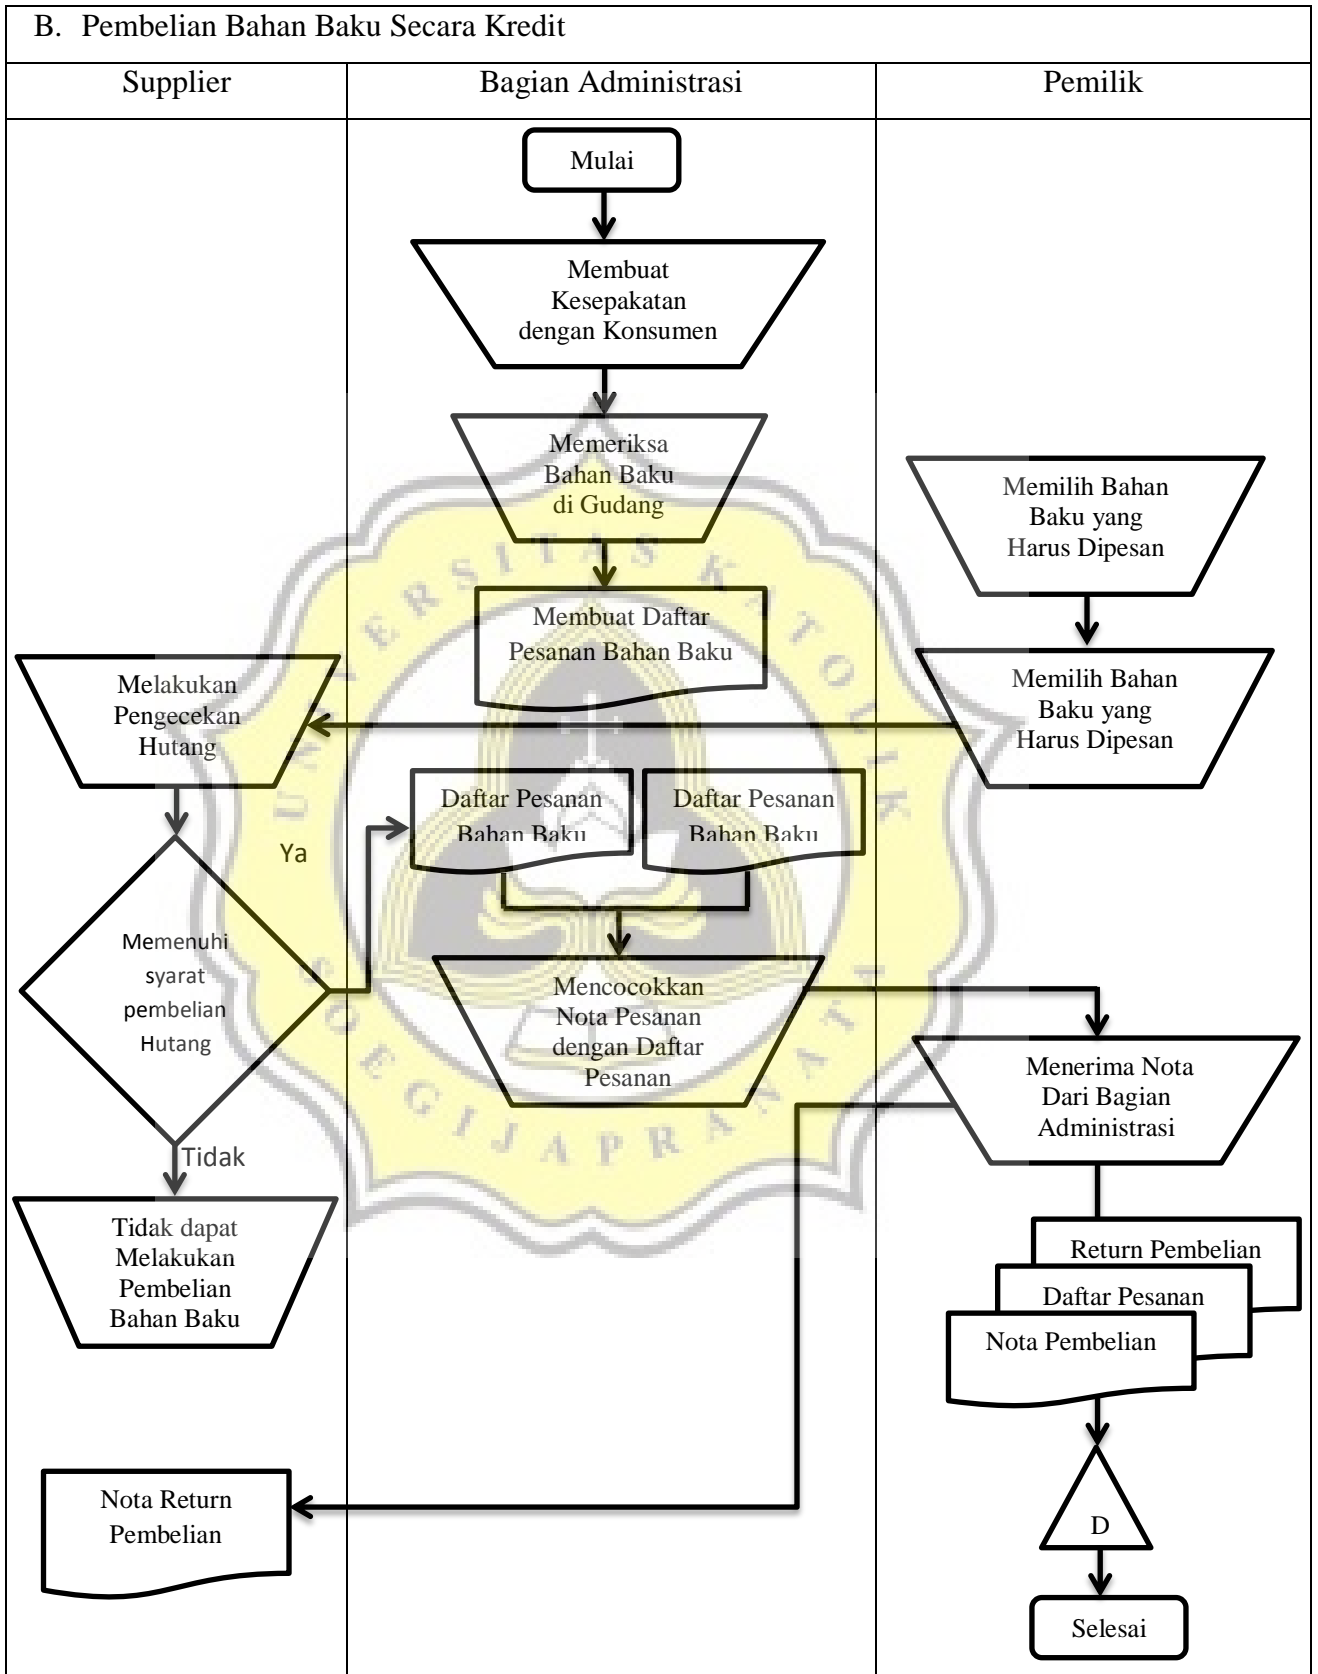 B. Pembelian Bahan Baku Secara Kredit
Supplier
Bagian Administrasi
Pemilik
Mulai
Membuat
Kesepakatan
dengan Konsumen
Memeriksa
Bahan Baku
di Gudang
Memilih Bahan
Baku yang
Harus Dipesan
Membuat Daftar
Pesanan Bahan Baku
Melakukan
Pengecekan
Hutang
Memilih Bahan
Baku yang
Harus Dipesan
Daftar Pesanan
Bahan Baku
Daftar Pesanan
Bahan Baku
Ya
Memenuhi
syarat
pembelian
Hutang
Mencocokkan
Nota Pesanan
dengan Daftar
Pesanan
Menerima Nota
Dari Bagian
Administrasi
Tidak
Tidak dapat
Melakukan
Pembelian
Bahan Baku
Return Pembelian
Daftar Pesanan
Nota Pembelian
Nota Return
Pembelian
D
Selesai
UNIVERSITAS KATOLIK
SOEGIJAPRANATA